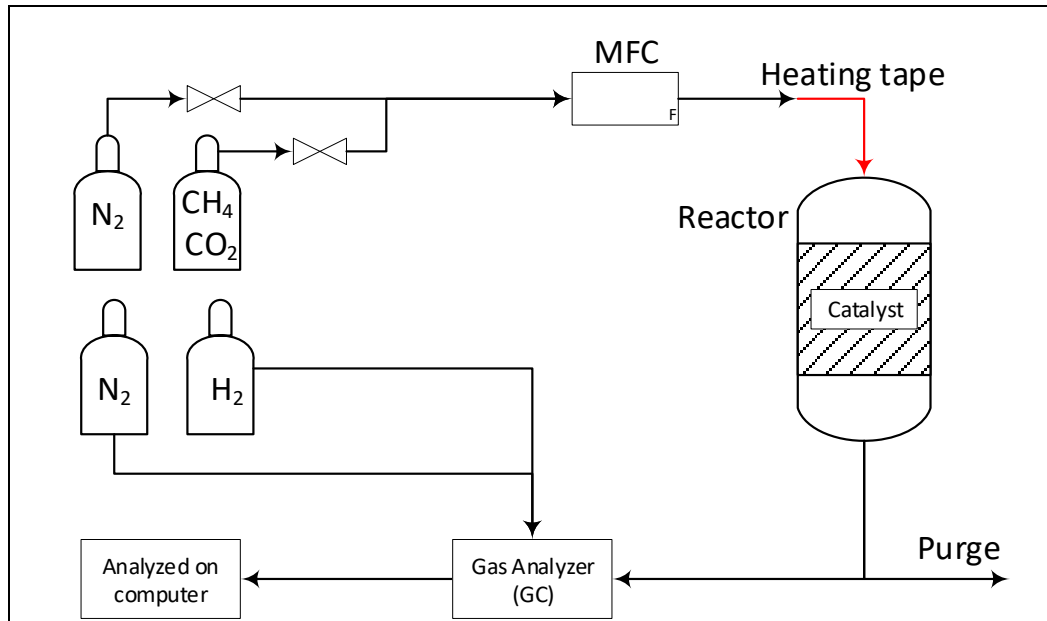 MFC
Heating tape
F
N₂
CH₄
CO₂
Reactor
Catalyst
N₂
H₂
Purge
Analyzed on
computer
Gas Analyzer
(GC)